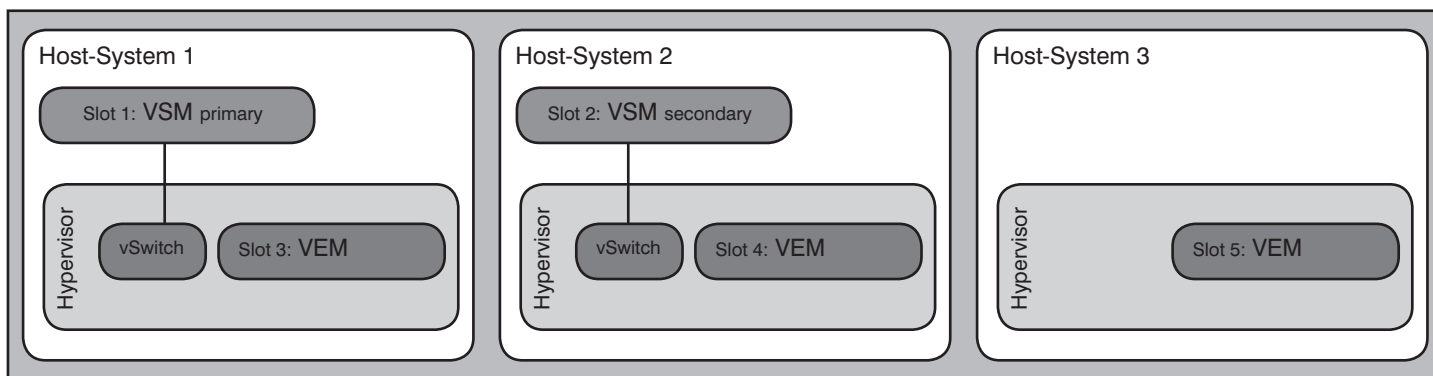 Host-System 1
Slot 1: VSM primary
Hypervisor
vSwitch
Slot 3: VEM
Host-System 2
Slot 2: VSM secondary
Hypervisor
vSwitch
Slot 4: VEM
Host-System 3
Hypervisor
Slot 5: VEM